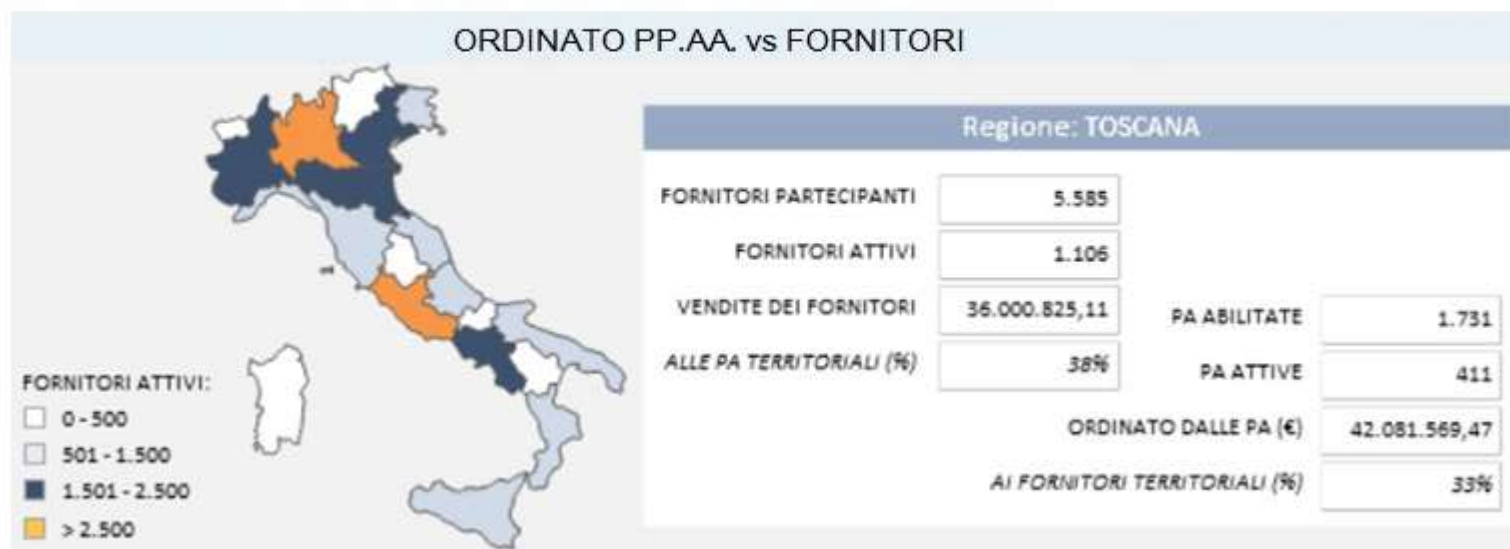 ORDINATO PP.AA. vs FORNITORI
Regione: TOSCANA
FORNITORI PARTECIPANTI 5.585
FORNITORI ATTIVI 1.106
VENDITE DEI FORNITORI 36.000.825,11
ALLE PA TERRITORIALI (%) 38%
PA ABILITATE 1.731
PA ATTIVE 411
ORDINATO DALLE PA (€) 42.081.569,47
AI FORNITORI TERRITORIALI (%) 33%
FORNITORI ATTIVI:
0 - 500
501 - 1.500
1.501 - 2.500
> 2.500